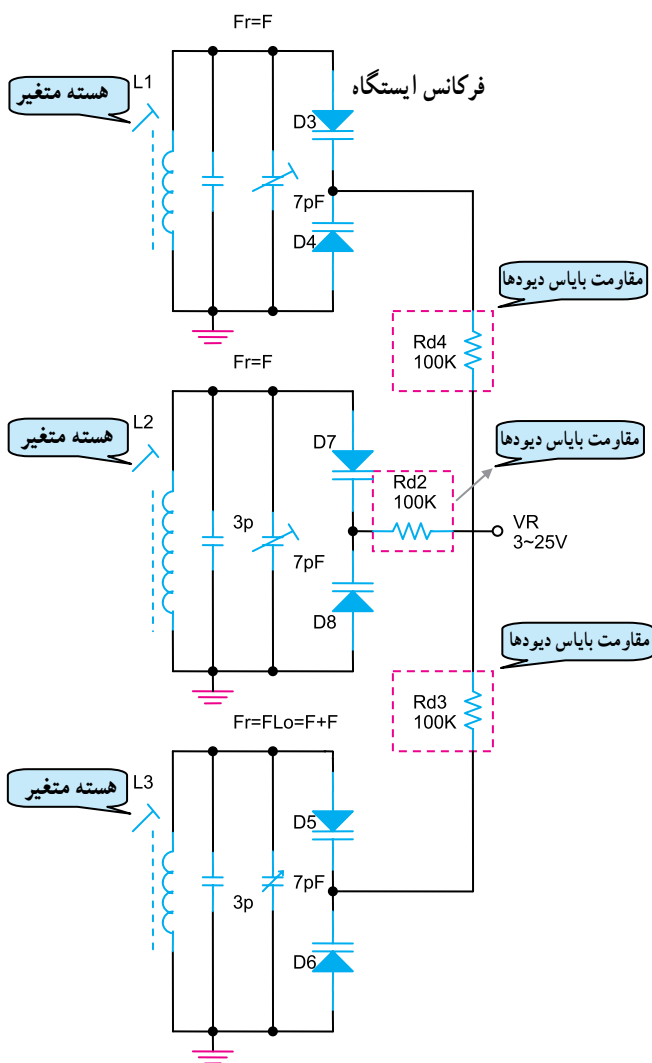 Fr=F
هسته متغیر
L1
فرکانس ایستگاه
D3
7pF
D4
مقاومت بایاس دیودها
Rd4
100K
Fr=F
هسته متغیر
L2
D7
مقاومت بایاس دیودها
Rd2
100K
3p
7pF
VR
3~25V
D8
مقاومت بایاس دیودها
Rd3
100K
Fr=FLo=F+F
هسته متغیر
L3
D5
7pF
3p
D6